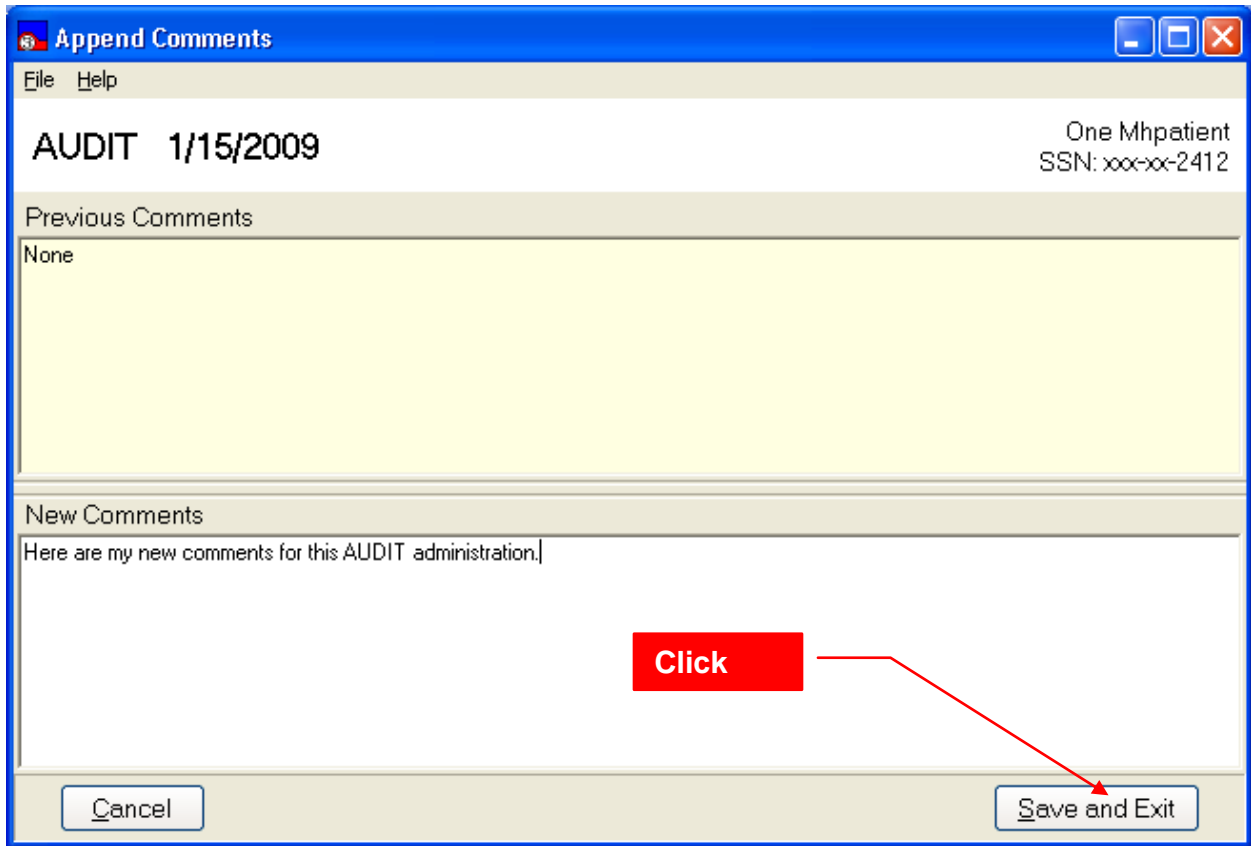 Append Comments
File Help
AUDIT 1/15/2009
One Mhpatient
SSN: xxx-xx-2412
Previous Comments
None
New Comments
Here are my new comments for this AUDIT administration.
Click
Cancel
Save and Exit